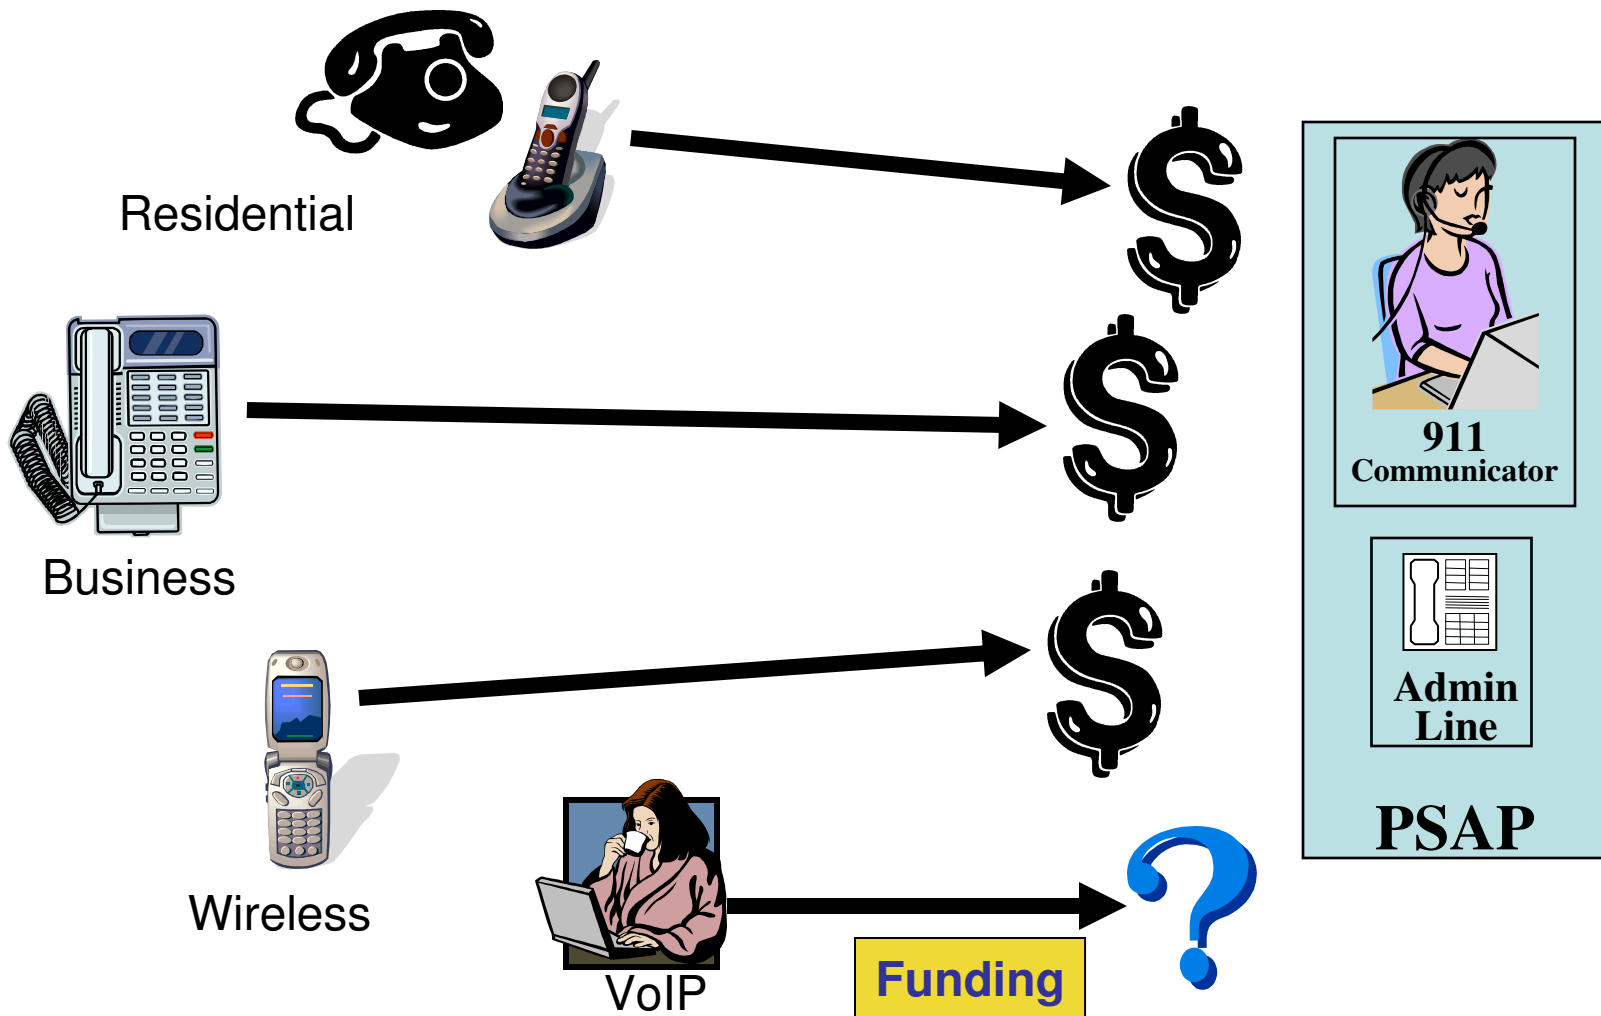 Residential
Business
Wireless
VoIP
Funding
911
Communicator
Admin
Line
PSAP